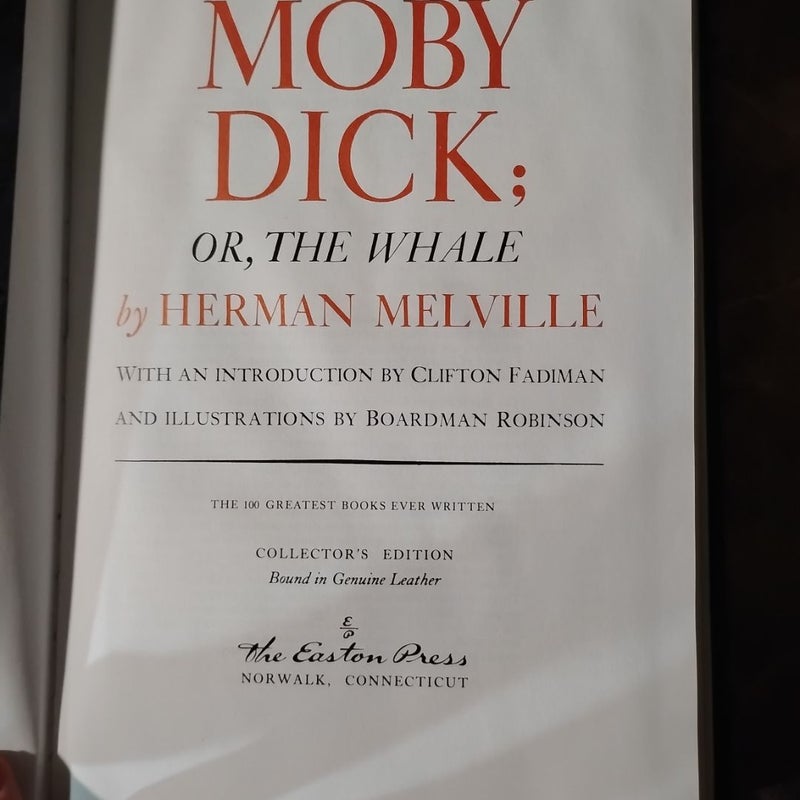 MOBY
DICK;
OR, THE WHALE
by HERMAN MELVILLE
WITH AN INTRODUCTION BY CLIFTON FADIMAN
AND ILLUSTRATIONS BY BOARDMAN ROBINSON
THE 100 GREATEST BOOKS EVER WRITTEN
COLLECTOR'S EDITION
Bound in Genuine Leather
E
P
The Easton Press
NORWALK, CONNECTICUT